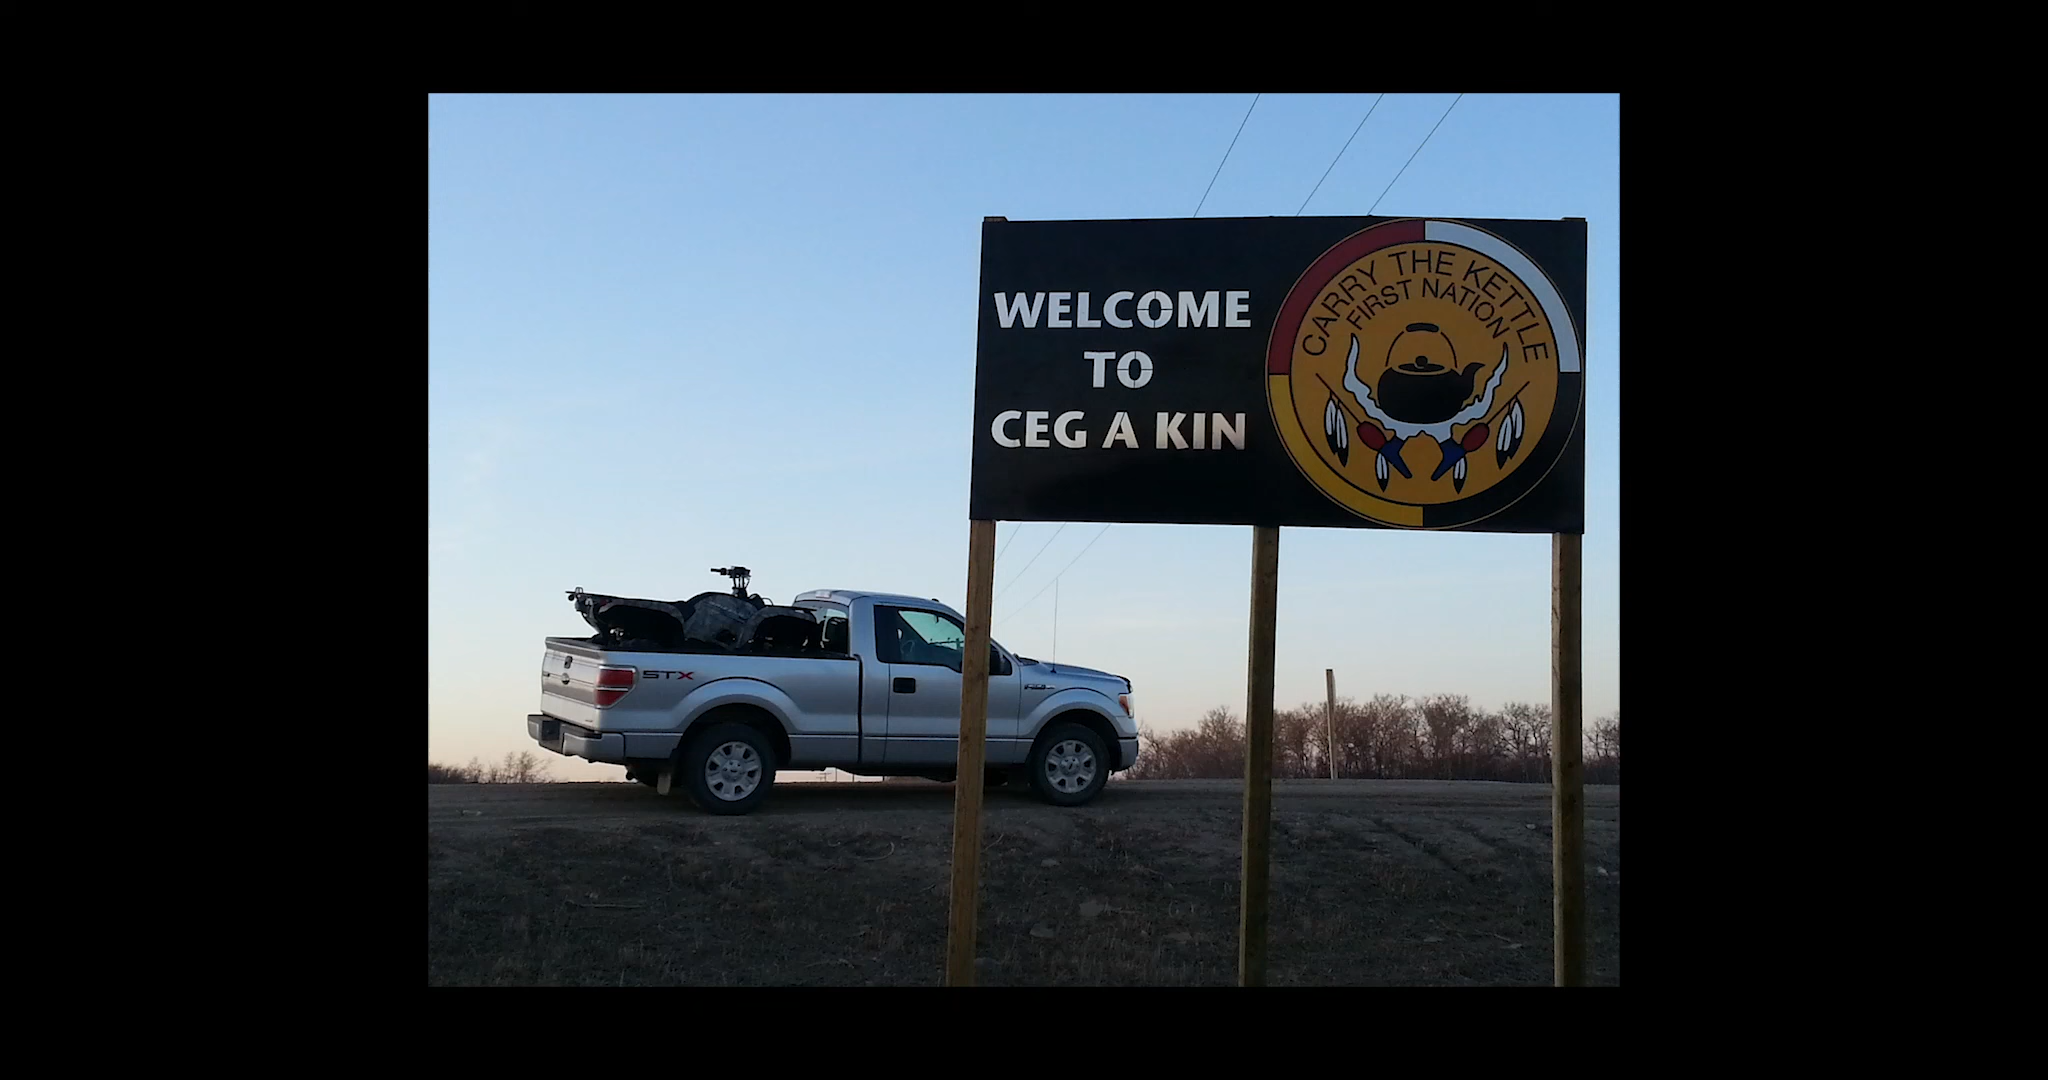 WELCOME
TO
CEG A KIN
CARRY THE KETTLE
FIRST NATION
STX